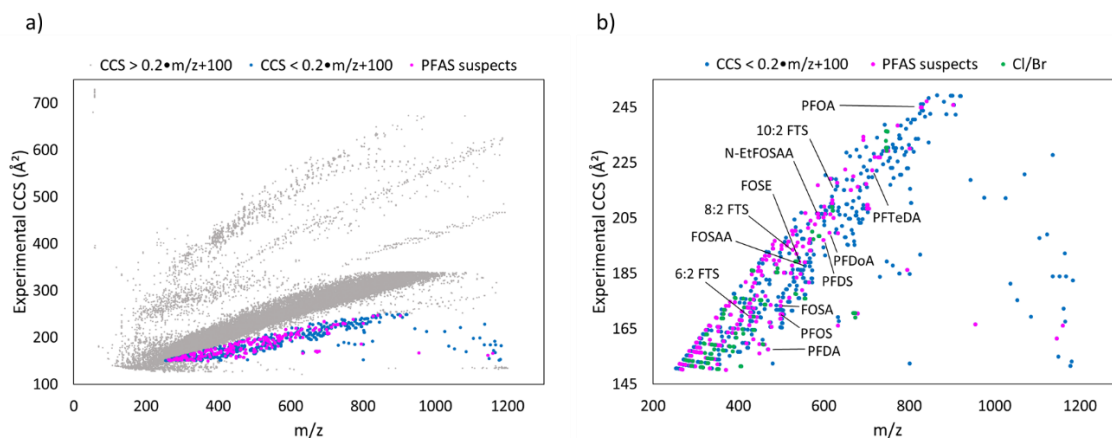 a)
CCS > 0.2•m/z+100 CCS < 0.2•m/z+100 PFAS suspects
700
600
500
400
300
200
100
0 200 400 600 800 1000 1200
Experimental CCS (Å²)
m/z
b)
CCS < 0.2•m/z+100 PFAS suspects Cl/Br
245
225
205
185
165
145
200 400 600 800 1000 1200
Experimental CCS (Å²)
m/z
PFOA
10:2 FTS
N-EtFOSAA
FOSE
8:2 FTS
FOSAA
6:2 FTS
PFTeDA
PFDoA
PFDS
FOSA
PFOS
PFDA